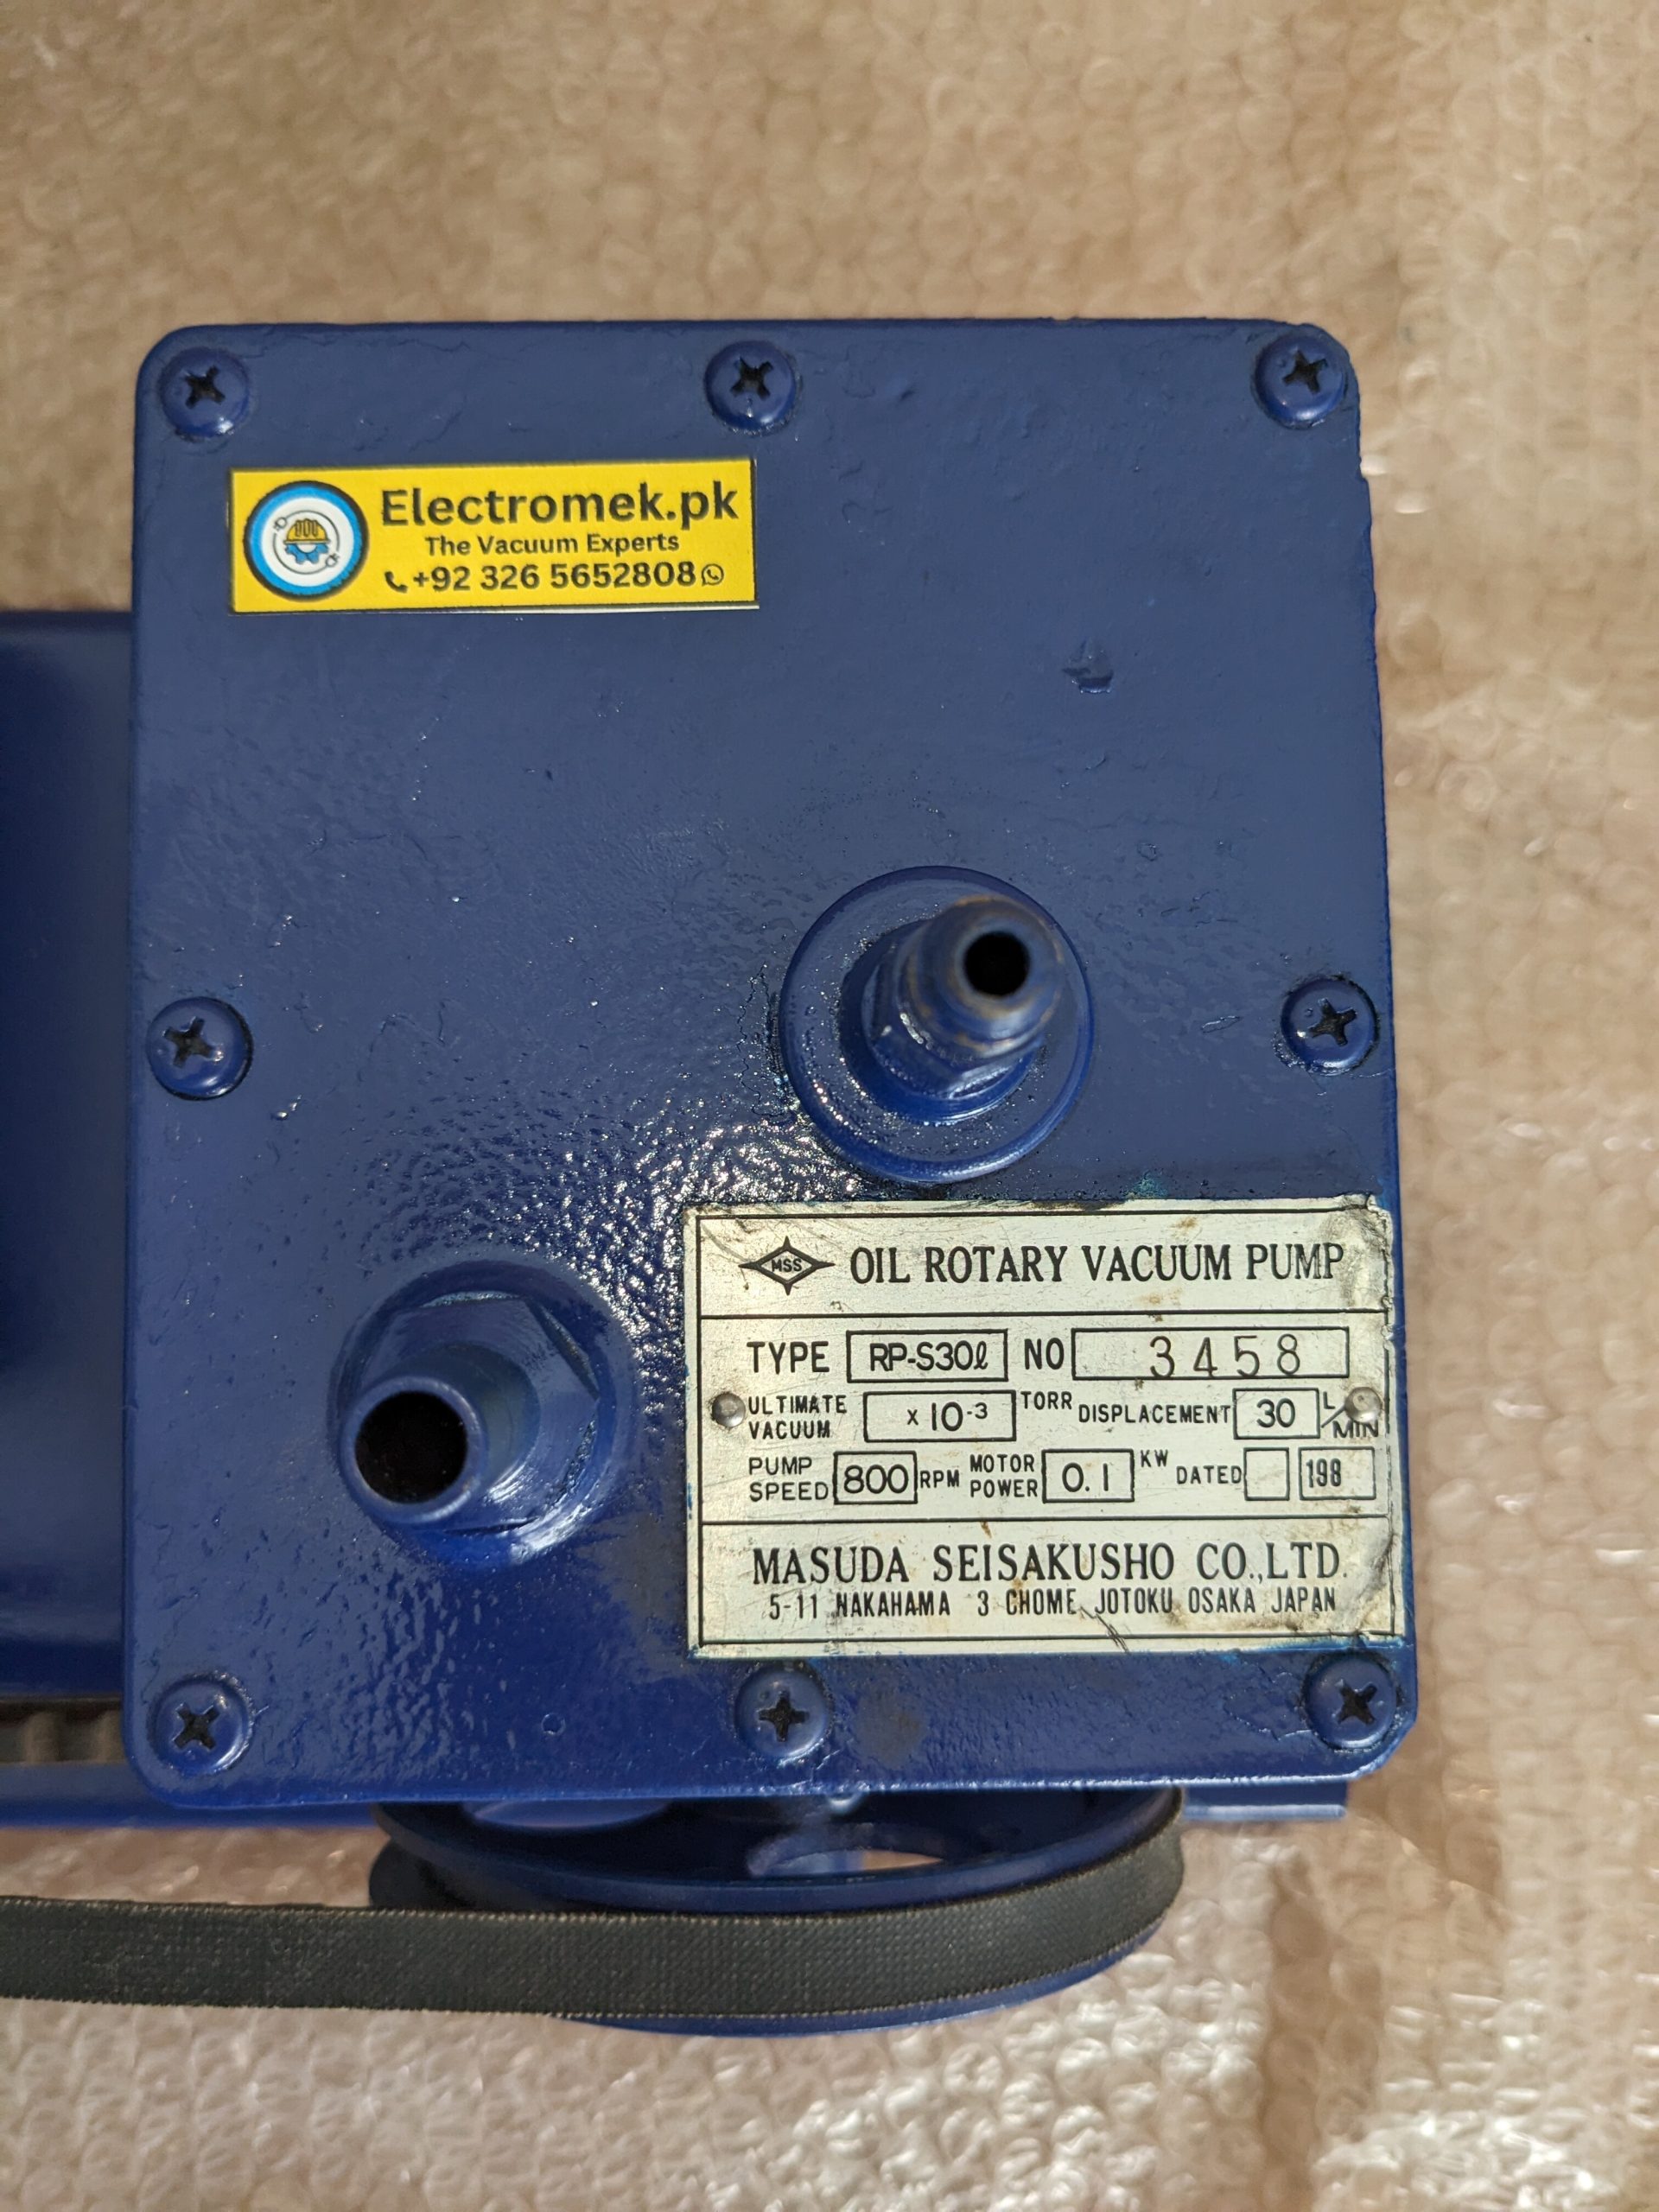 Electromek.pk
The Vacuum Experts
+92 326 5652808
MSS OIL ROTARY VACUUM PUMP
TYPE RP-S30ℓ NO 3458
ULTIMATE VACUUM × 10-3 TORR DISPLACEMENT 30 L/MIN
PUMP SPEED 800 RPM MOTOR POWER 0.1 KW DATED 198
MASUDA SEISAKUSHO CO.,LTD.
5-11 NAKAHAMA 3 CHOME JOTOKU OSAKA JAPAN